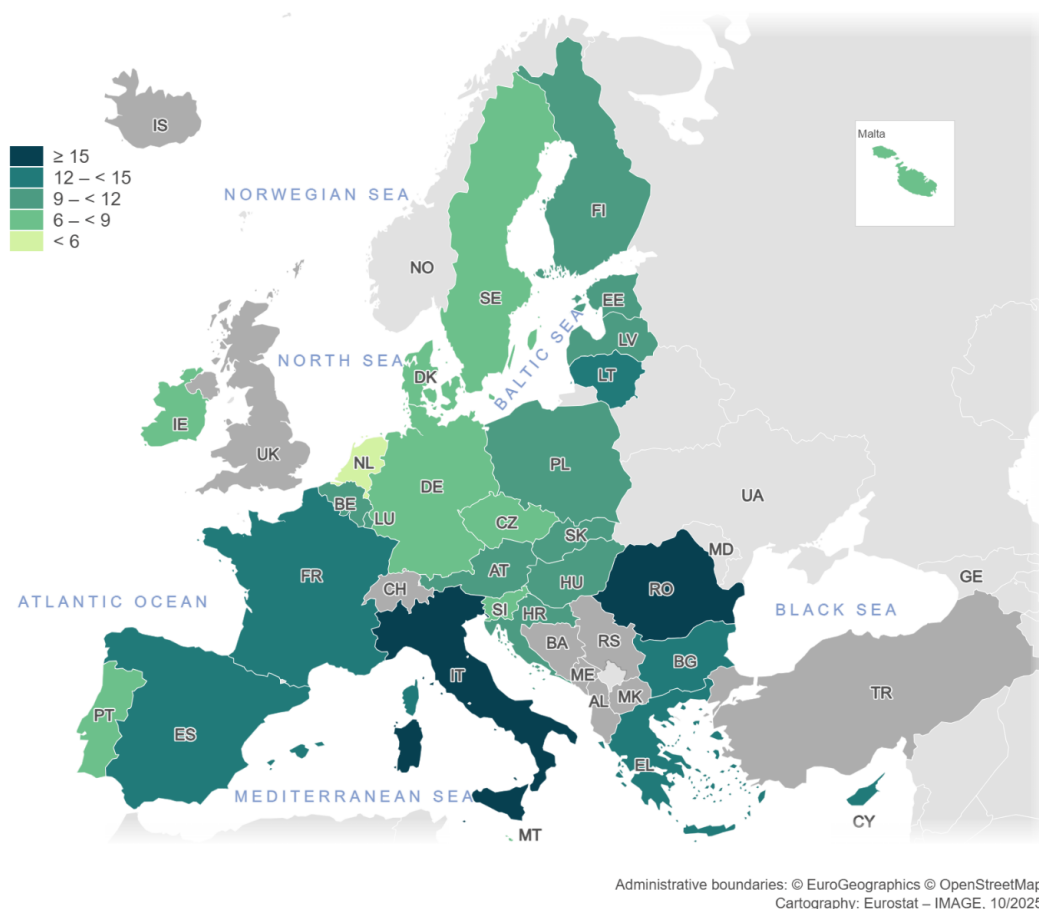 IS
Malta
≥ 15
12 – < 15
9 – < 12
6 – < 9
< 6
NORWEGIAN SEA
FI
NO
SE
EE
BALTIC SEA
LV
NORTH SEA
DK
LT
IE
UK
NL
PL
DE
UA
BE
LU
CZ
SK
MD
FR
CH
AT
HU
RO
GE
ATLANTIC OCEAN
SI
HR
BLACK SEA
BA
RS
IT
ME
BG
MK
AL
TR
PT
ES
EL
MEDITERRANEAN SEA
CY
MT
Administrative boundaries: © EuroGeographics © OpenStreetMap
Cartography: Eurostat – IMAGE, 10/2025